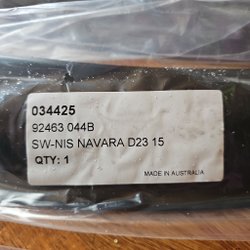 034425
92463 044B
SW-NIS NAVARA D23 15
QTY: 1
MADE IN AUSTRALIA